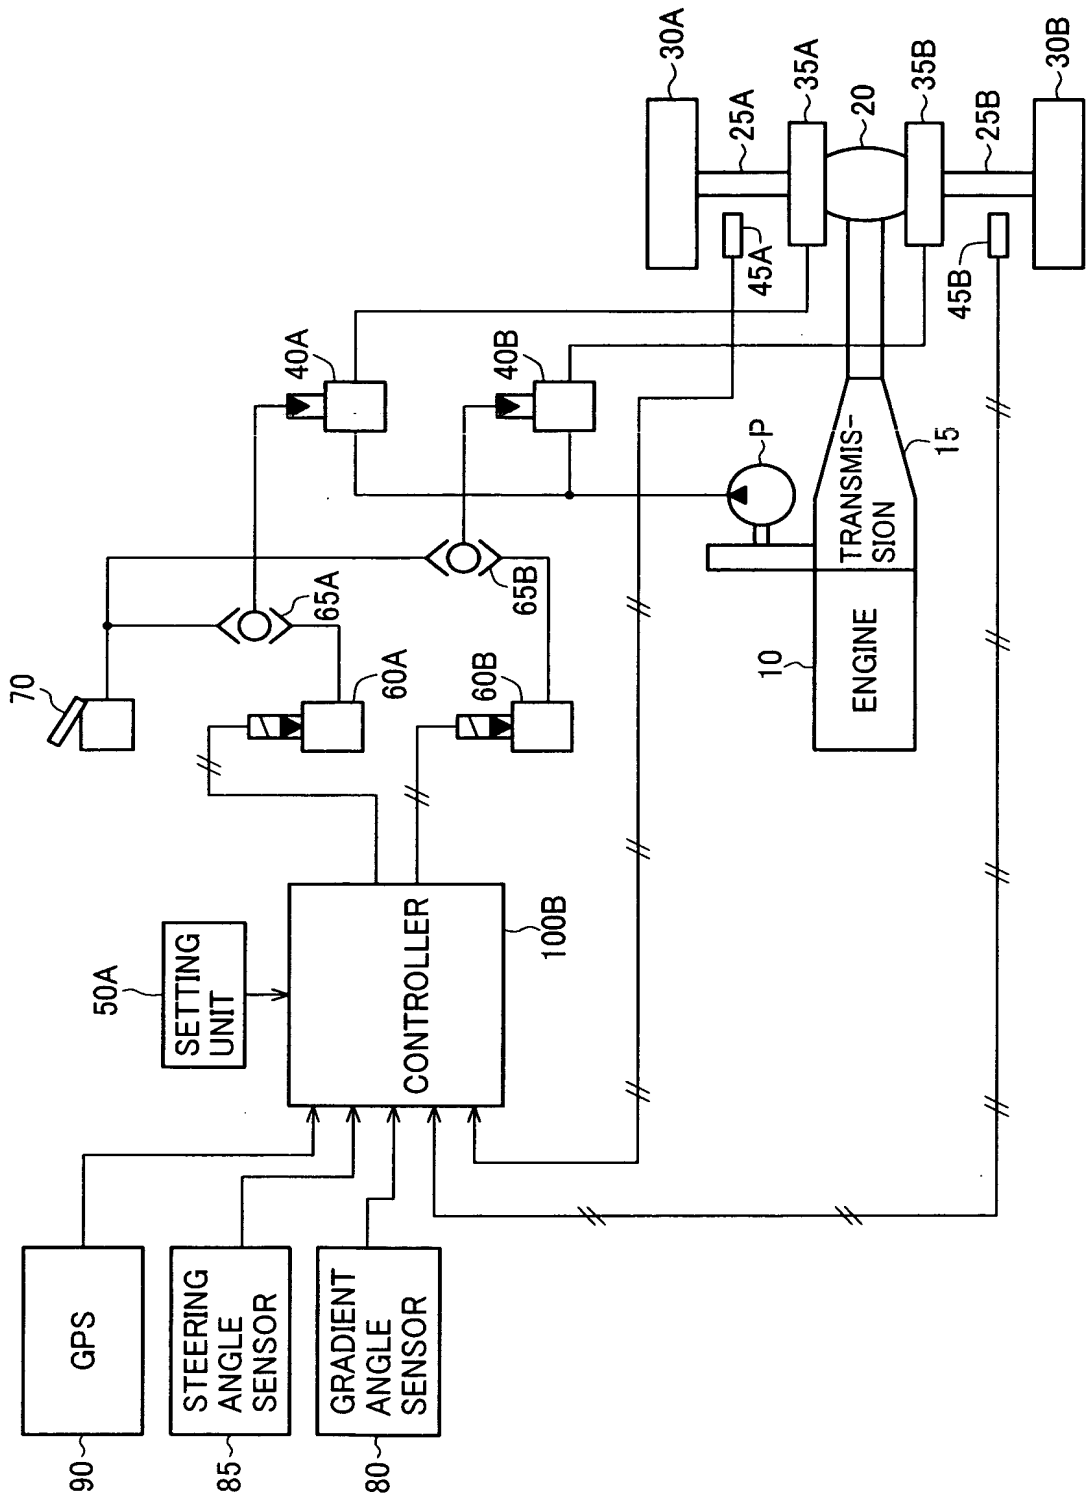 90
GPS
85
STEERING
ANGLE
SENSOR
80
GRADIENT
ANGLE
SENSOR
50A
SETTING
UNIT
CONTROLLER
100B
70
60A
60B
65A
65B
40A
40B
P
10
ENGINE
TRANSMIS-
SION
15
45A
45B
30A
25A
35A
20
35B
25B
30B